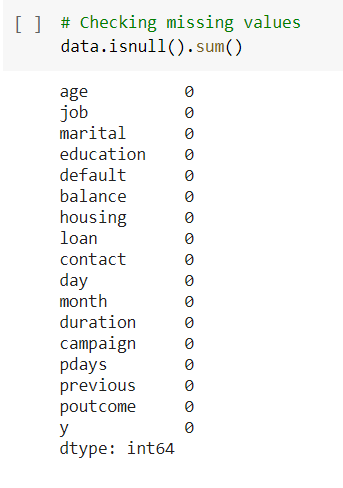 [ ] # Checking missing values
data.isnull().sum()
age 0
job 0
marital 0
education 0
default 0
balance 0
housing 0
loan 0
contact 0
day 0
month 0
duration 0
campaign 0
pdays 0
previous 0
poutcome 0
y 0
dtype: int64